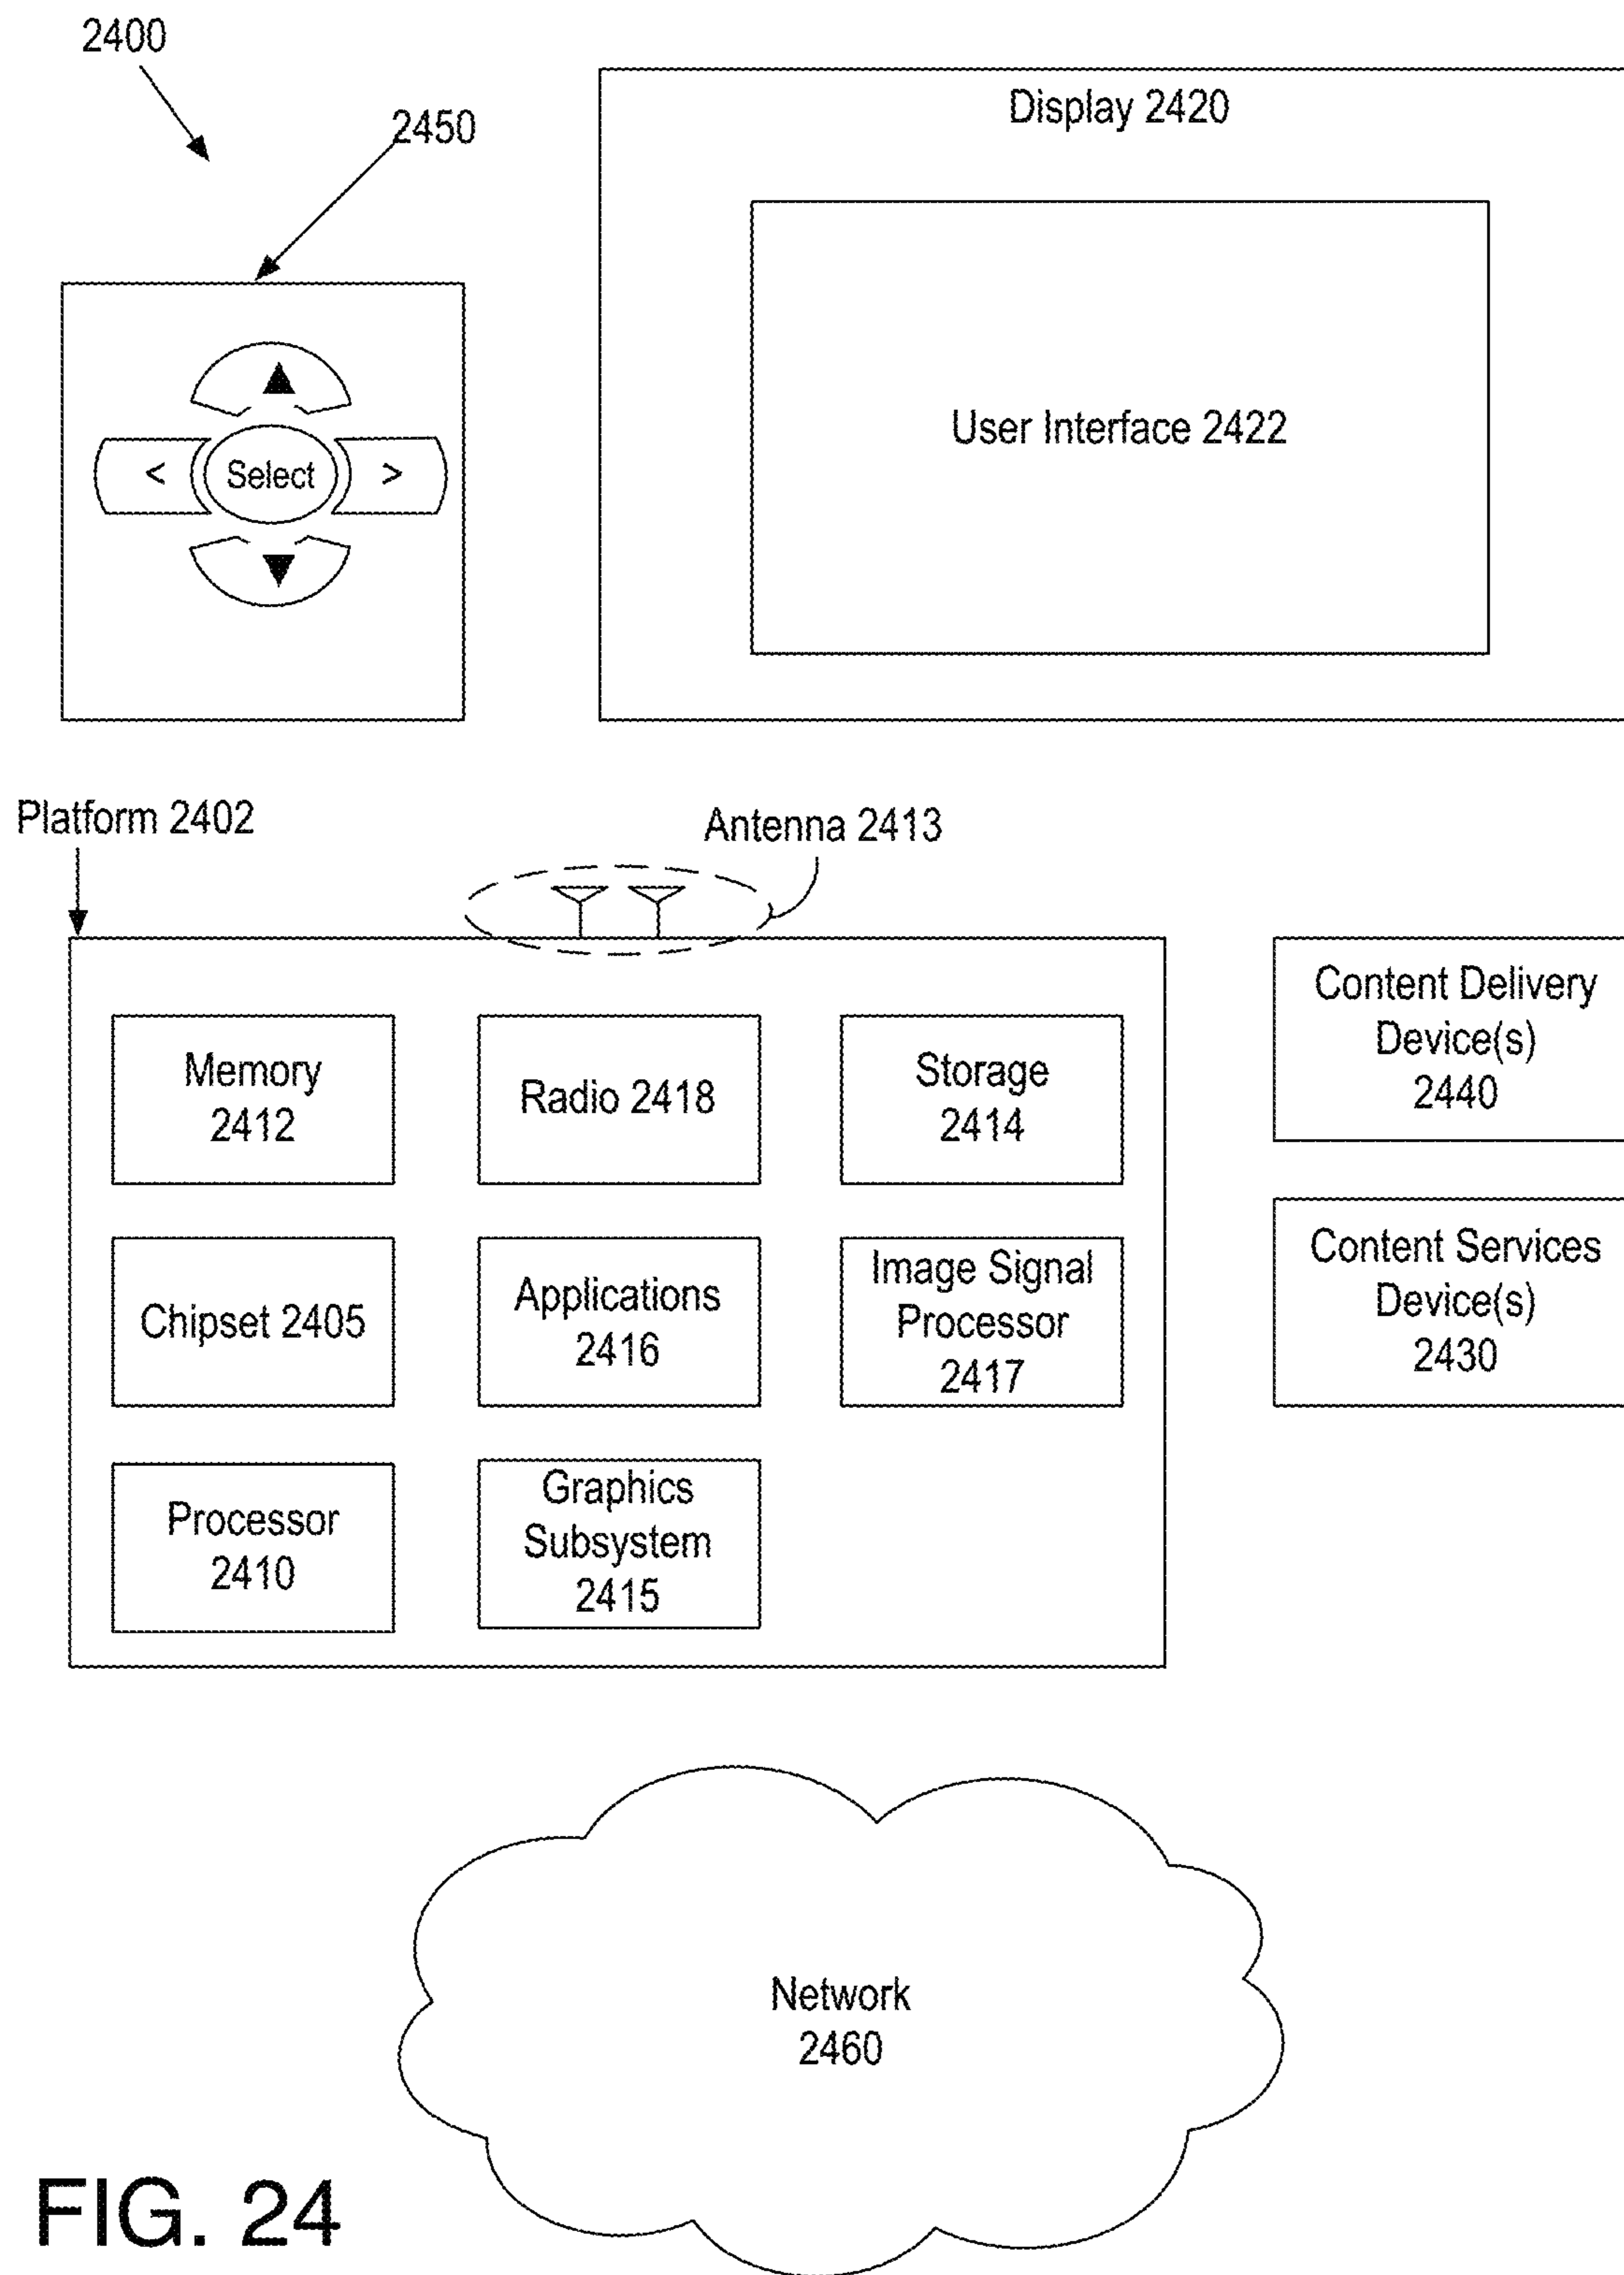 2400
2450
Display 2420
User Interface 2422
< Select >
Platform 2402
Antenna 2413
Memory
2412
Radio 2418
Storage
2414
Content Delivery
Device(s)
2440
Chipset 2405
Applications
2416
Image Signal
Processor
2417
Content Services
Device(s)
2430
Processor
2410
Graphics
Subsystem
2415
Network
2460
FIG. 24